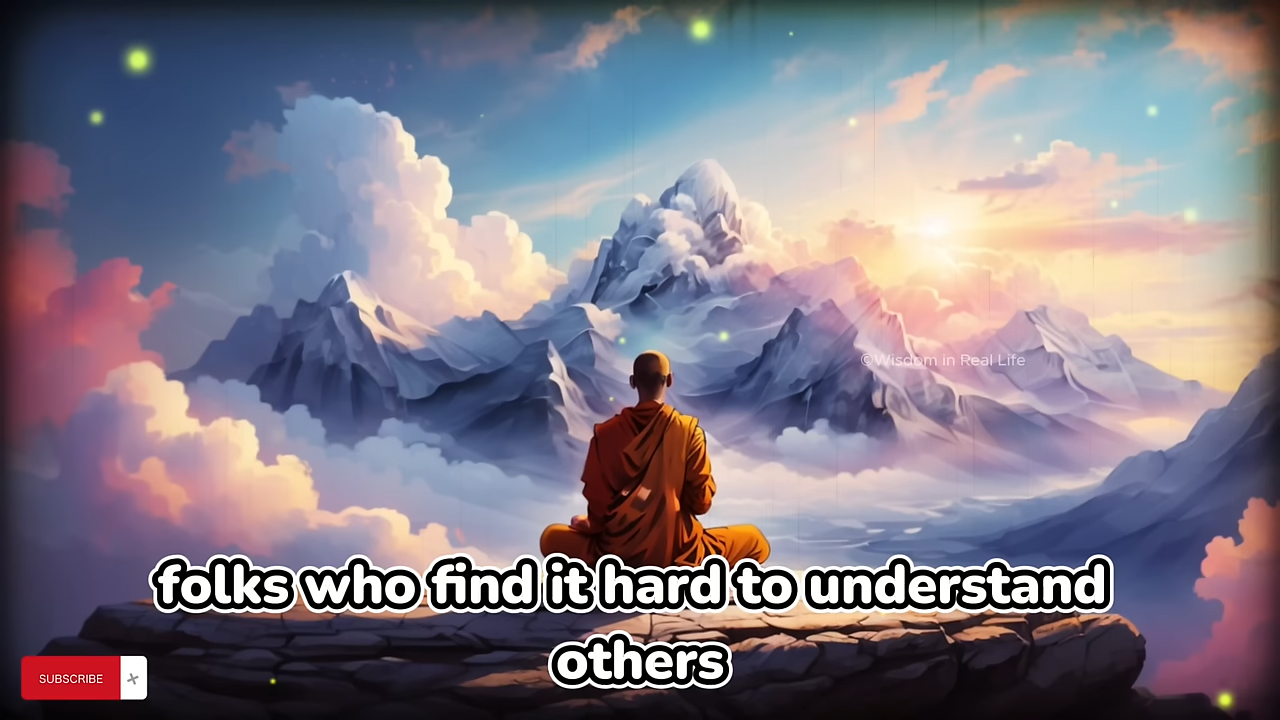 ©Wisdom in Real Life
folks who find it hard to understand
others
SUBSCRIBE